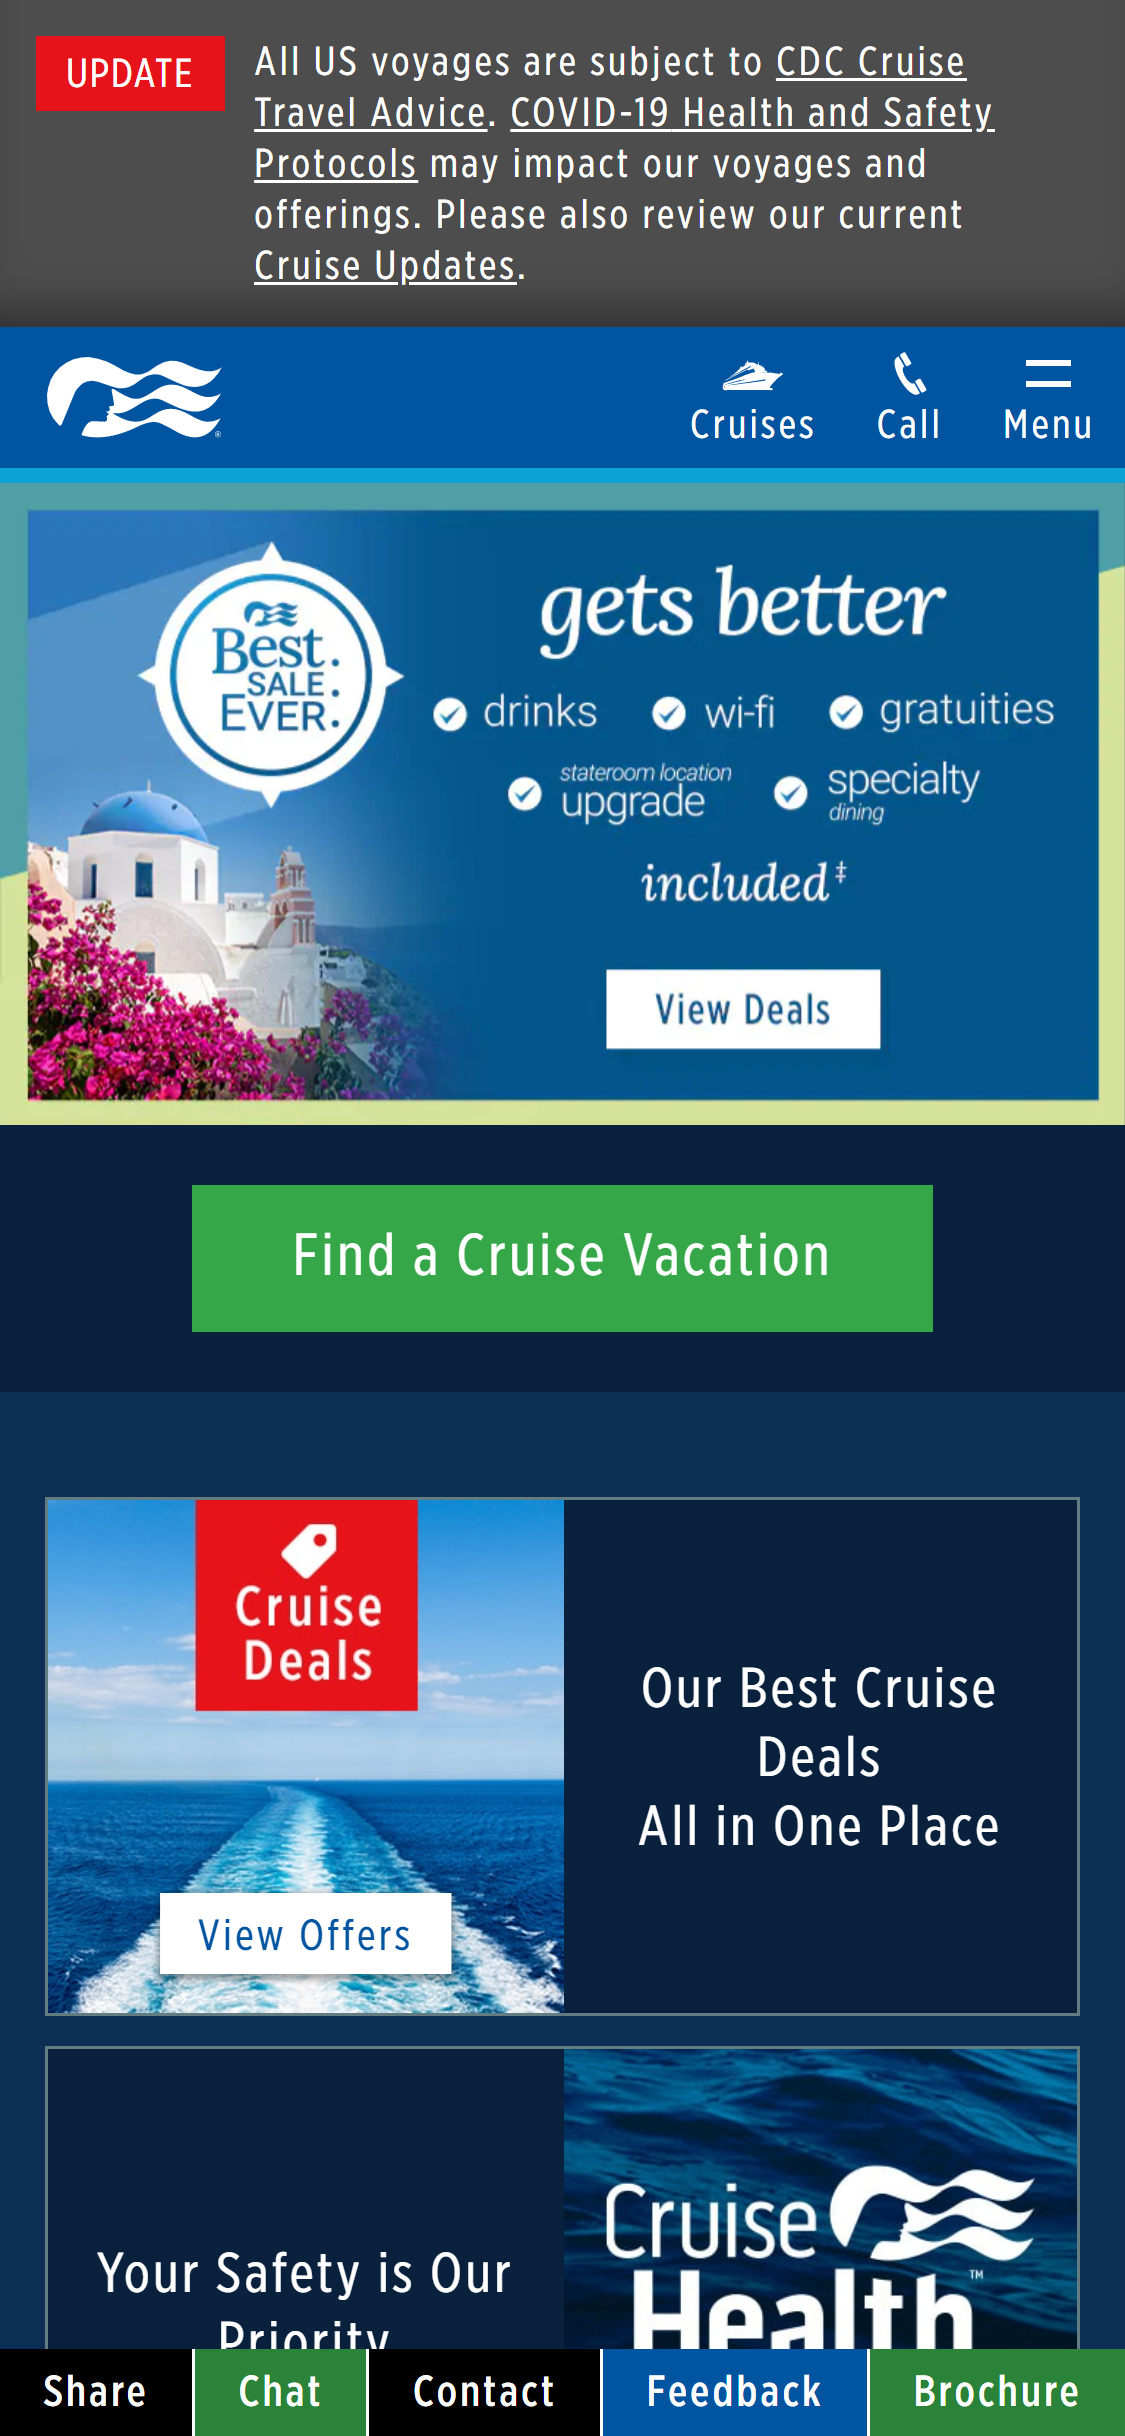 UPDATE
All US voyages are subject to CDC Cruise
Travel Advice. COVID-19 Health and Safety
Protocols may impact our voyages and
offerings. Please also review our current
Cruise Updates.
Cruises
Call
Menu
Best.
SALE.
EVER.
gets better
drinks
wi-fi
gratuities
stateroom location
upgrade
specialty
dining
included‡
View Deals
Find a Cruise Vacation
Cruise
Deals
View Offers
Our Best Cruise
Deals
All in One Place
Your Safety is Our
Priority
Cruise
Health™
Share
Chat
Contact
Feedback
Brochure